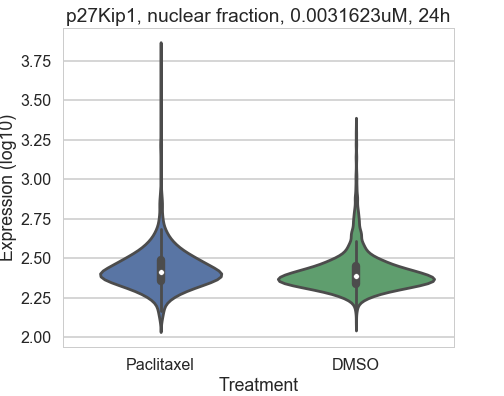 p27Kip1, nuclear fraction, 0.0031623uM, 24h
Expression (log10)
3.75
3.50
3.25
3.00
2.75
2.50
2.25
2.00
Paclitaxel
DMSO
Treatment